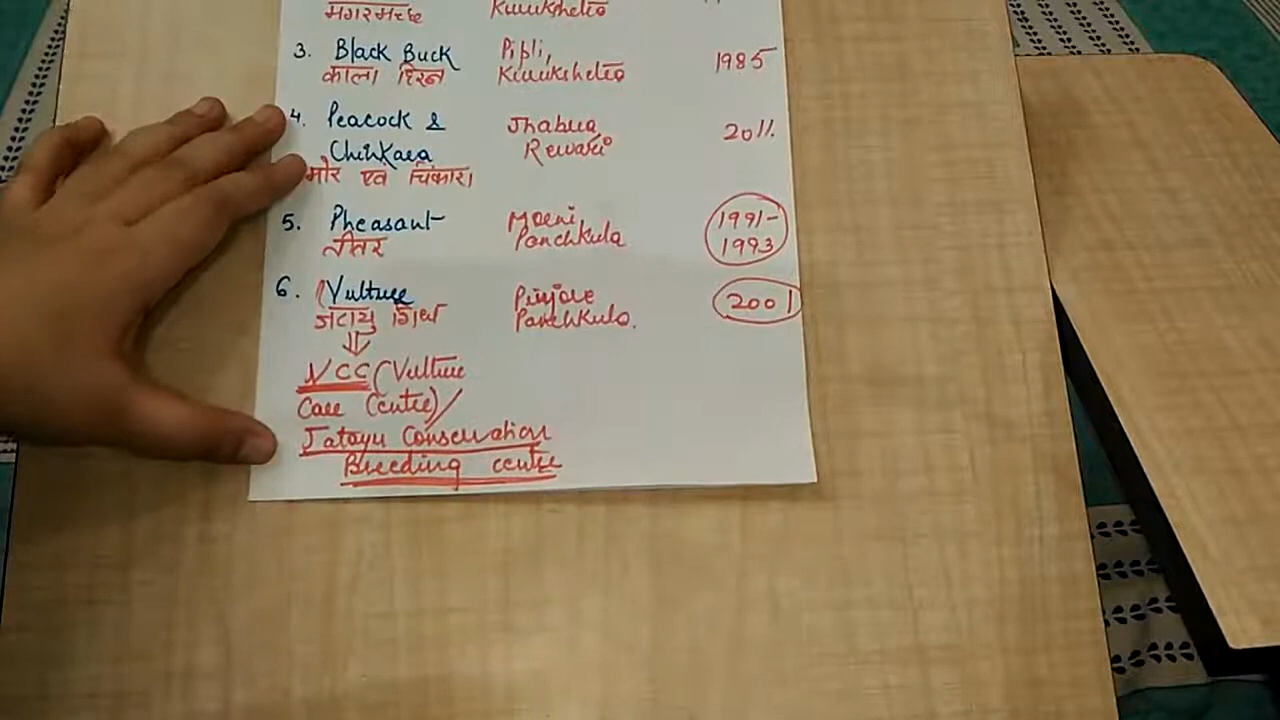 मगरमच्छ Kurukshetra
3. Black Buck Pipli, 1985
काला हिरन Kurukshetra
4. Peacock & Jhabua 2011.
Chinkara Rewari
मोर एवं चिंकारा
5. Pheasant Morni 1991-
तीतर Panchkula 1993
6. (Vulture Pinjore 2001
जटायु गिद्ध Panchkula.
VCC (Vulture
Care Centre)/
Jatayu Conservation
Breeding centre